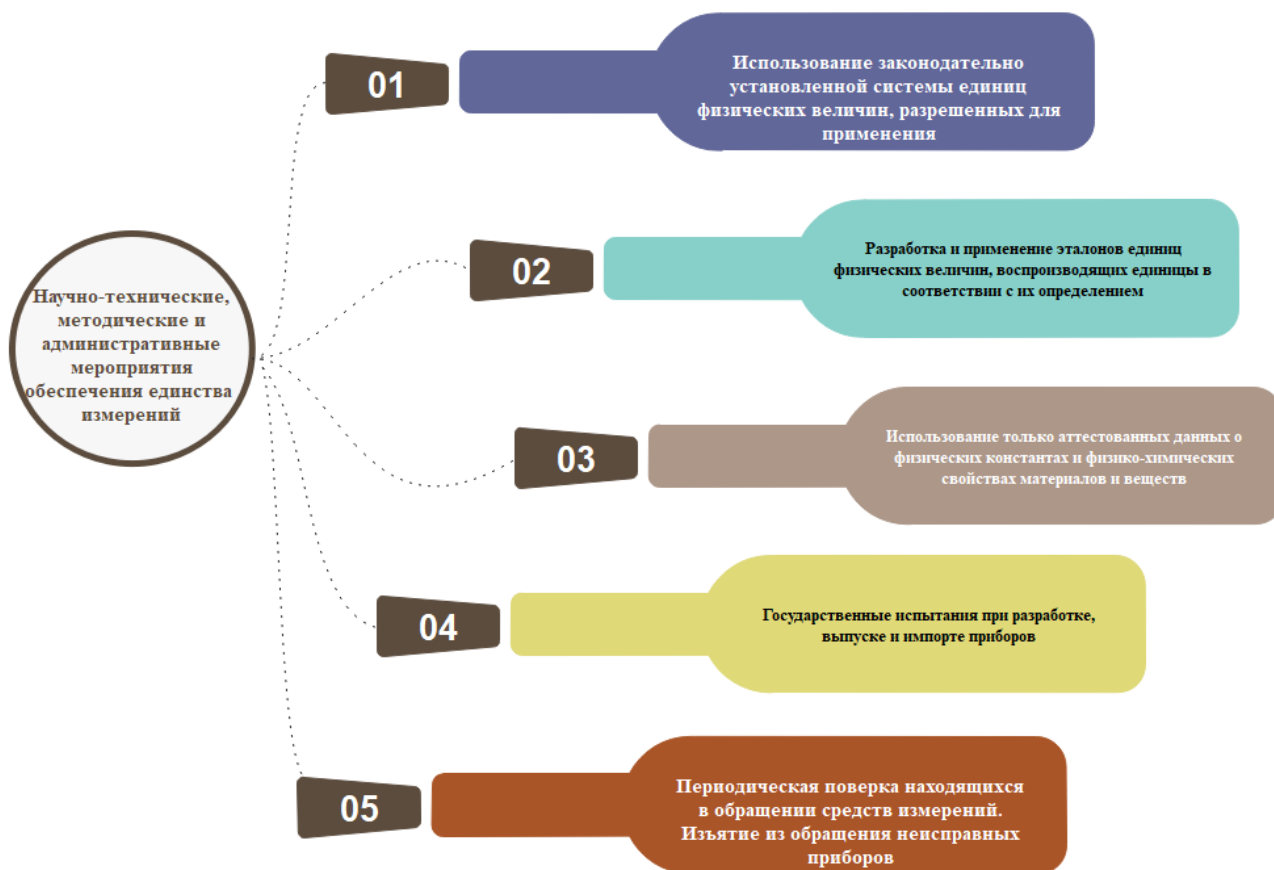 Научно-технические,
методические и
административные
мероприятия
обеспечения единства
измерений
01
Использование законодательно
установленной системы единиц
физических величин, разрешенных для
применения
02
Разработка и применение эталонов единиц
физических величин, воспроизводящих единицы в
соответствии с их определением
03
Использование только аттестованных данных о
физических константах и физико-химических
свойствах материалов и веществ
04
Государственные испытания при разработке,
выпуске и импорте приборов
05
Периодическая поверка находящихся
в обращении средств измерений.
Изъятие из обращения неисправных
приборов